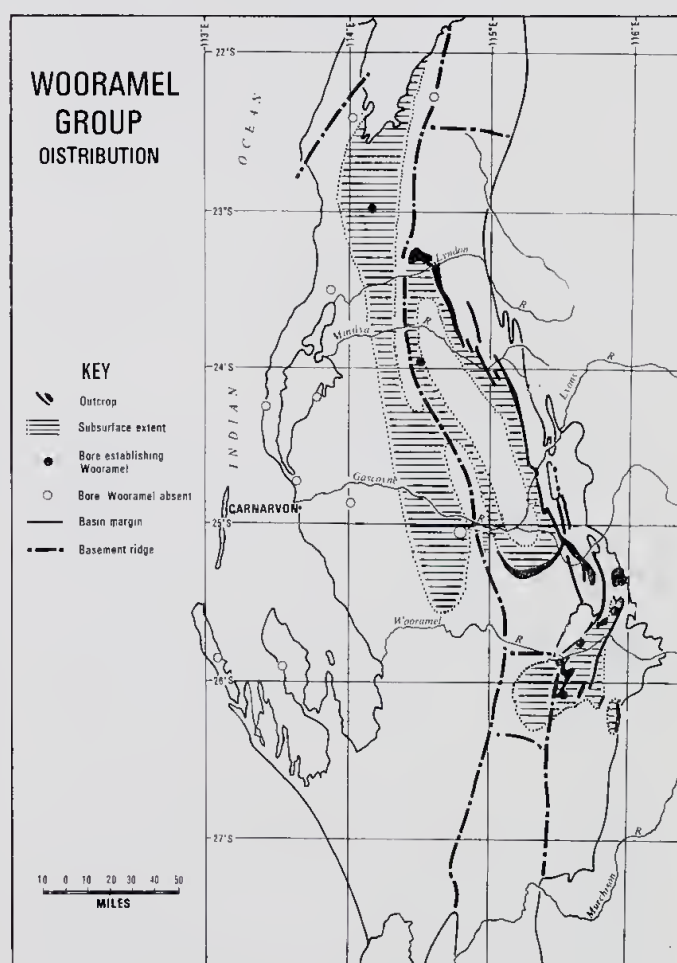 113°E
114°E
115°E
116°E
22°S
WOORAMEL
GROUP
DISTRIBUTION
OCEAN
23°S
Lyndon
R
Minilya
R
24°S
KEY
Outcrop
Subsurface extent
Bore establishing
Wooramel
Bore Wooramel absent
Basin margin
Basement ridge
INDIAN
Lyons
R
Gascoyne
R
CARNARVON
25°S
Wooramel
R
26°S
27°S
R
Murchison
10 0 10 20 30 40 50
MILES